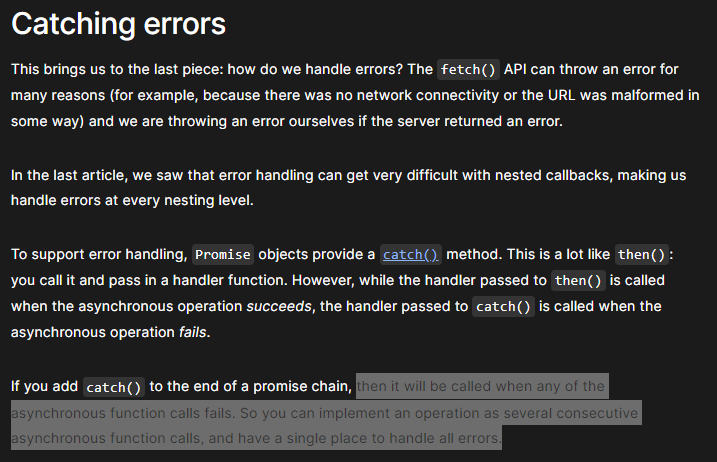 Catching errors
This brings us to the last piece: how do we handle errors? The fetch() API can throw an error for
many reasons (for example, because there was no network connectivity or the URL was malformed in
some way) and we are throwing an error ourselves if the server returned an error.
In the last article, we saw that error handling can get very difficult with nested callbacks, making us
handle errors at every nesting level.
To support error handling, Promise objects provide a catch() method. This is a lot like then():
you call it and pass in a handler function. However, while the handler passed to then() is called
when the asynchronous operation succeeds, the handler passed to catch() is called when the
asynchronous operation fails.
If you add catch() to the end of a promise chain, then it will be called when any of the
asynchronous function calls fails. So you can implement an operation as several consecutive
asynchronous function calls, and have a single place to handle all errors.